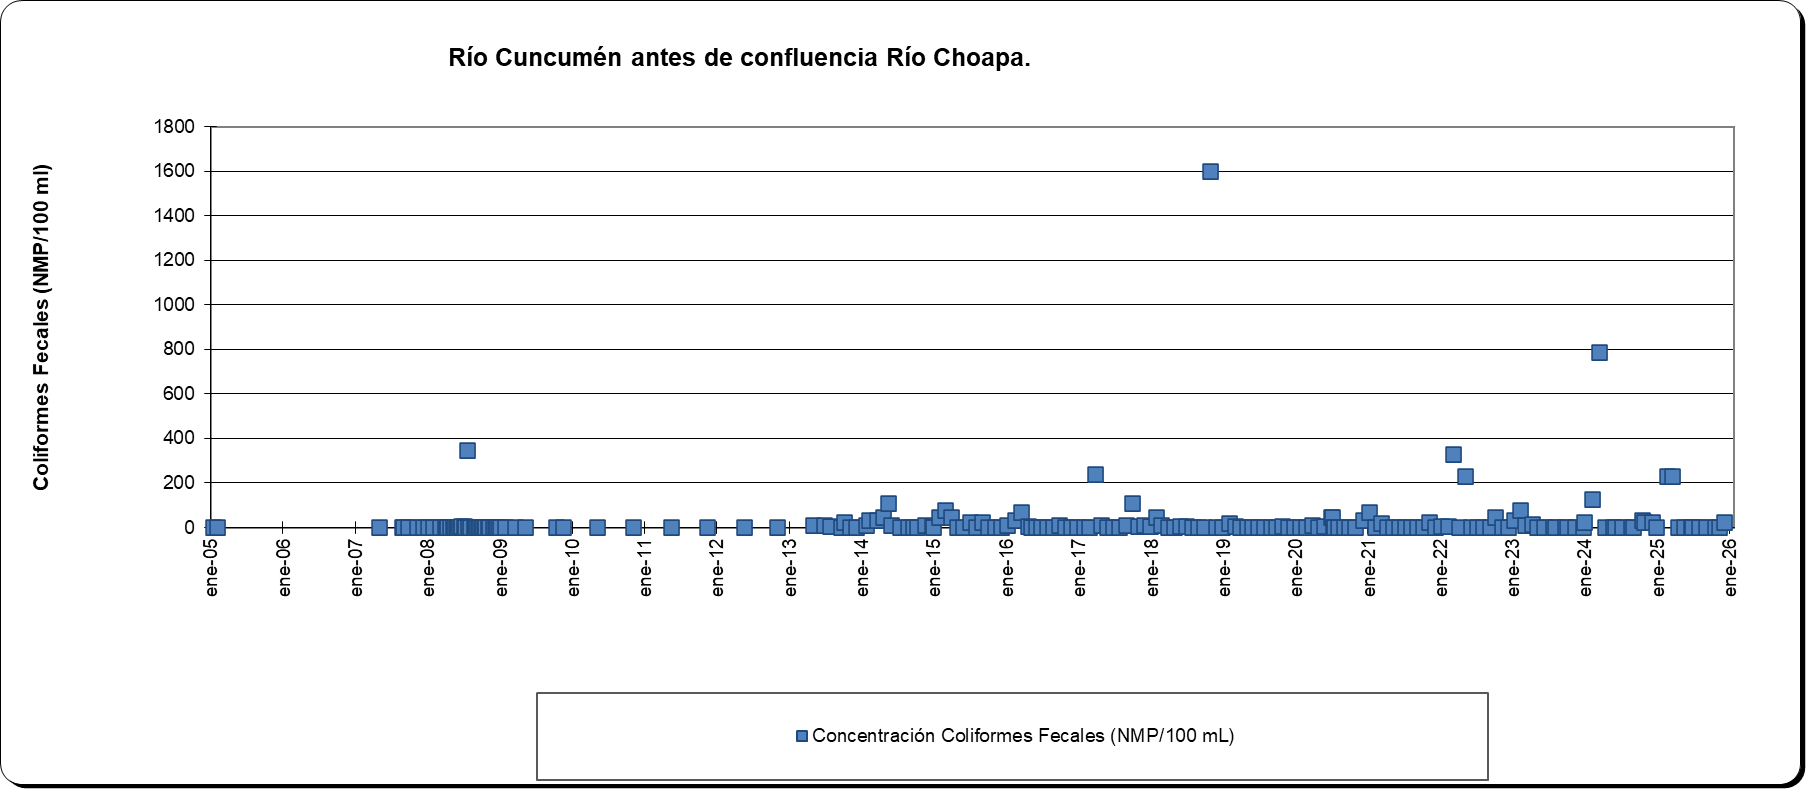 Río Cuncumén antes de confluencia Río Choapa.
Coliformes Fecales (NMP/100 ml)
1800
1600
1400
1200
1000
800
600
400
200
0
ene-05
ene-06
ene-07
ene-08
ene-09
ene-10
ene-11
ene-12
ene-13
ene-14
ene-15
ene-16
ene-17
ene-18
ene-19
ene-20
ene-21
ene-22
ene-23
ene-24
ene-25
ene-26
Concentración Coliformes Fecales (NMP/100 mL)